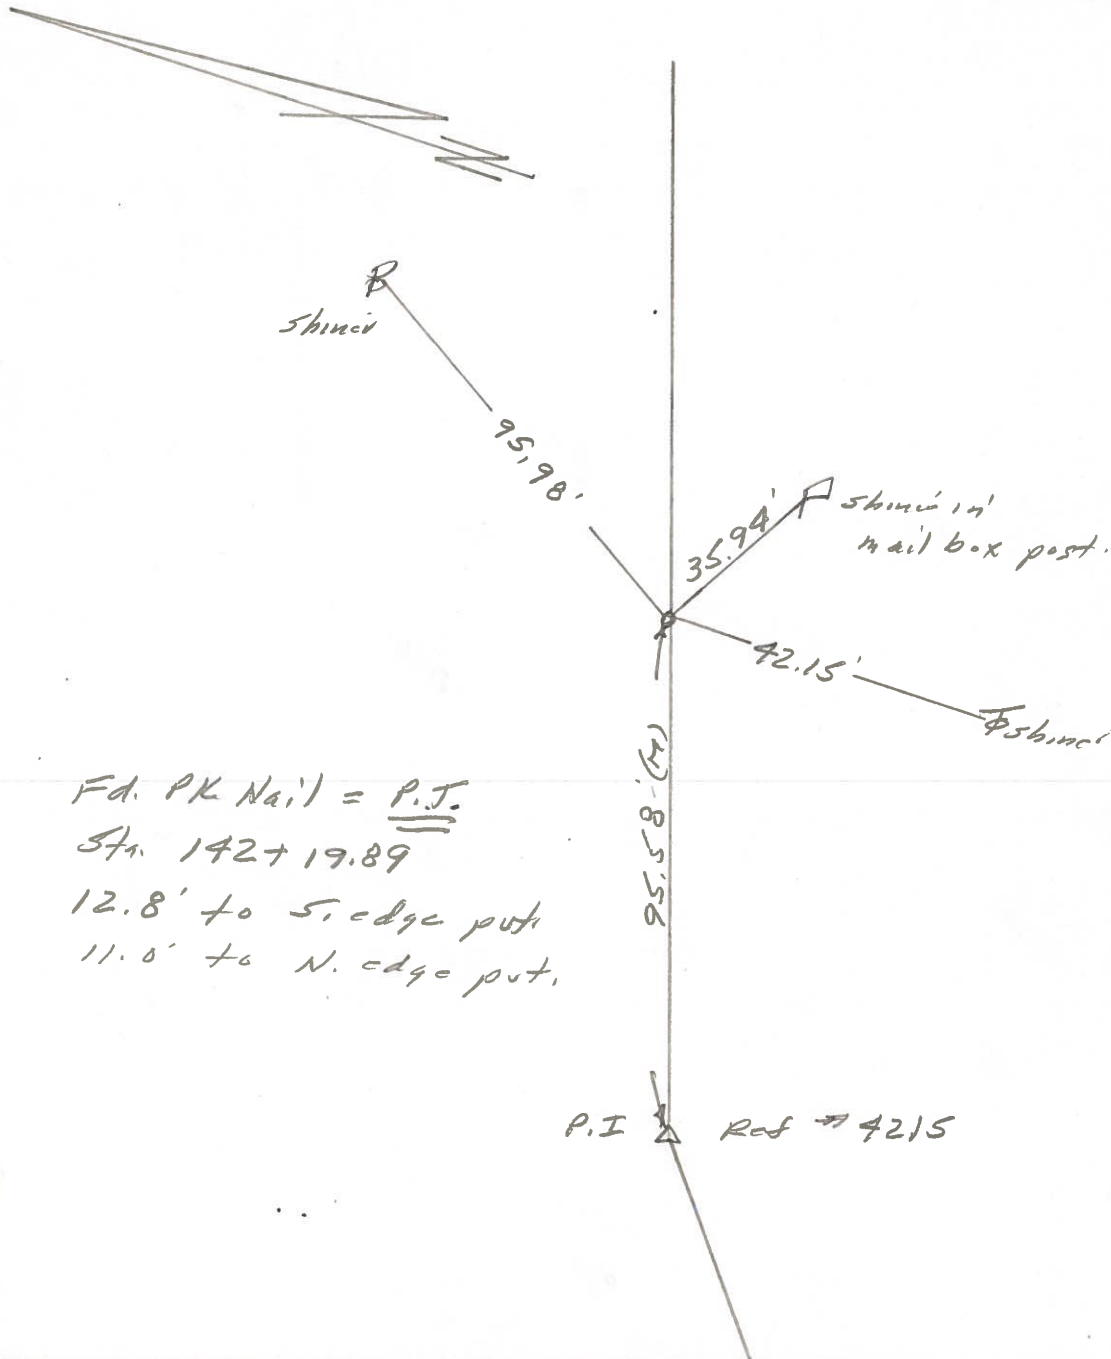 N
shiner
95.98'
35.94'
shiner in
mail box post.
42.15'
shiner
95.58'(M)
Fd. PK Nail = P.I.
Sta. 142+19.89
12.8' to S. edge pvt.
11.0' to N. edge pvt.
P.I Ref # 4215